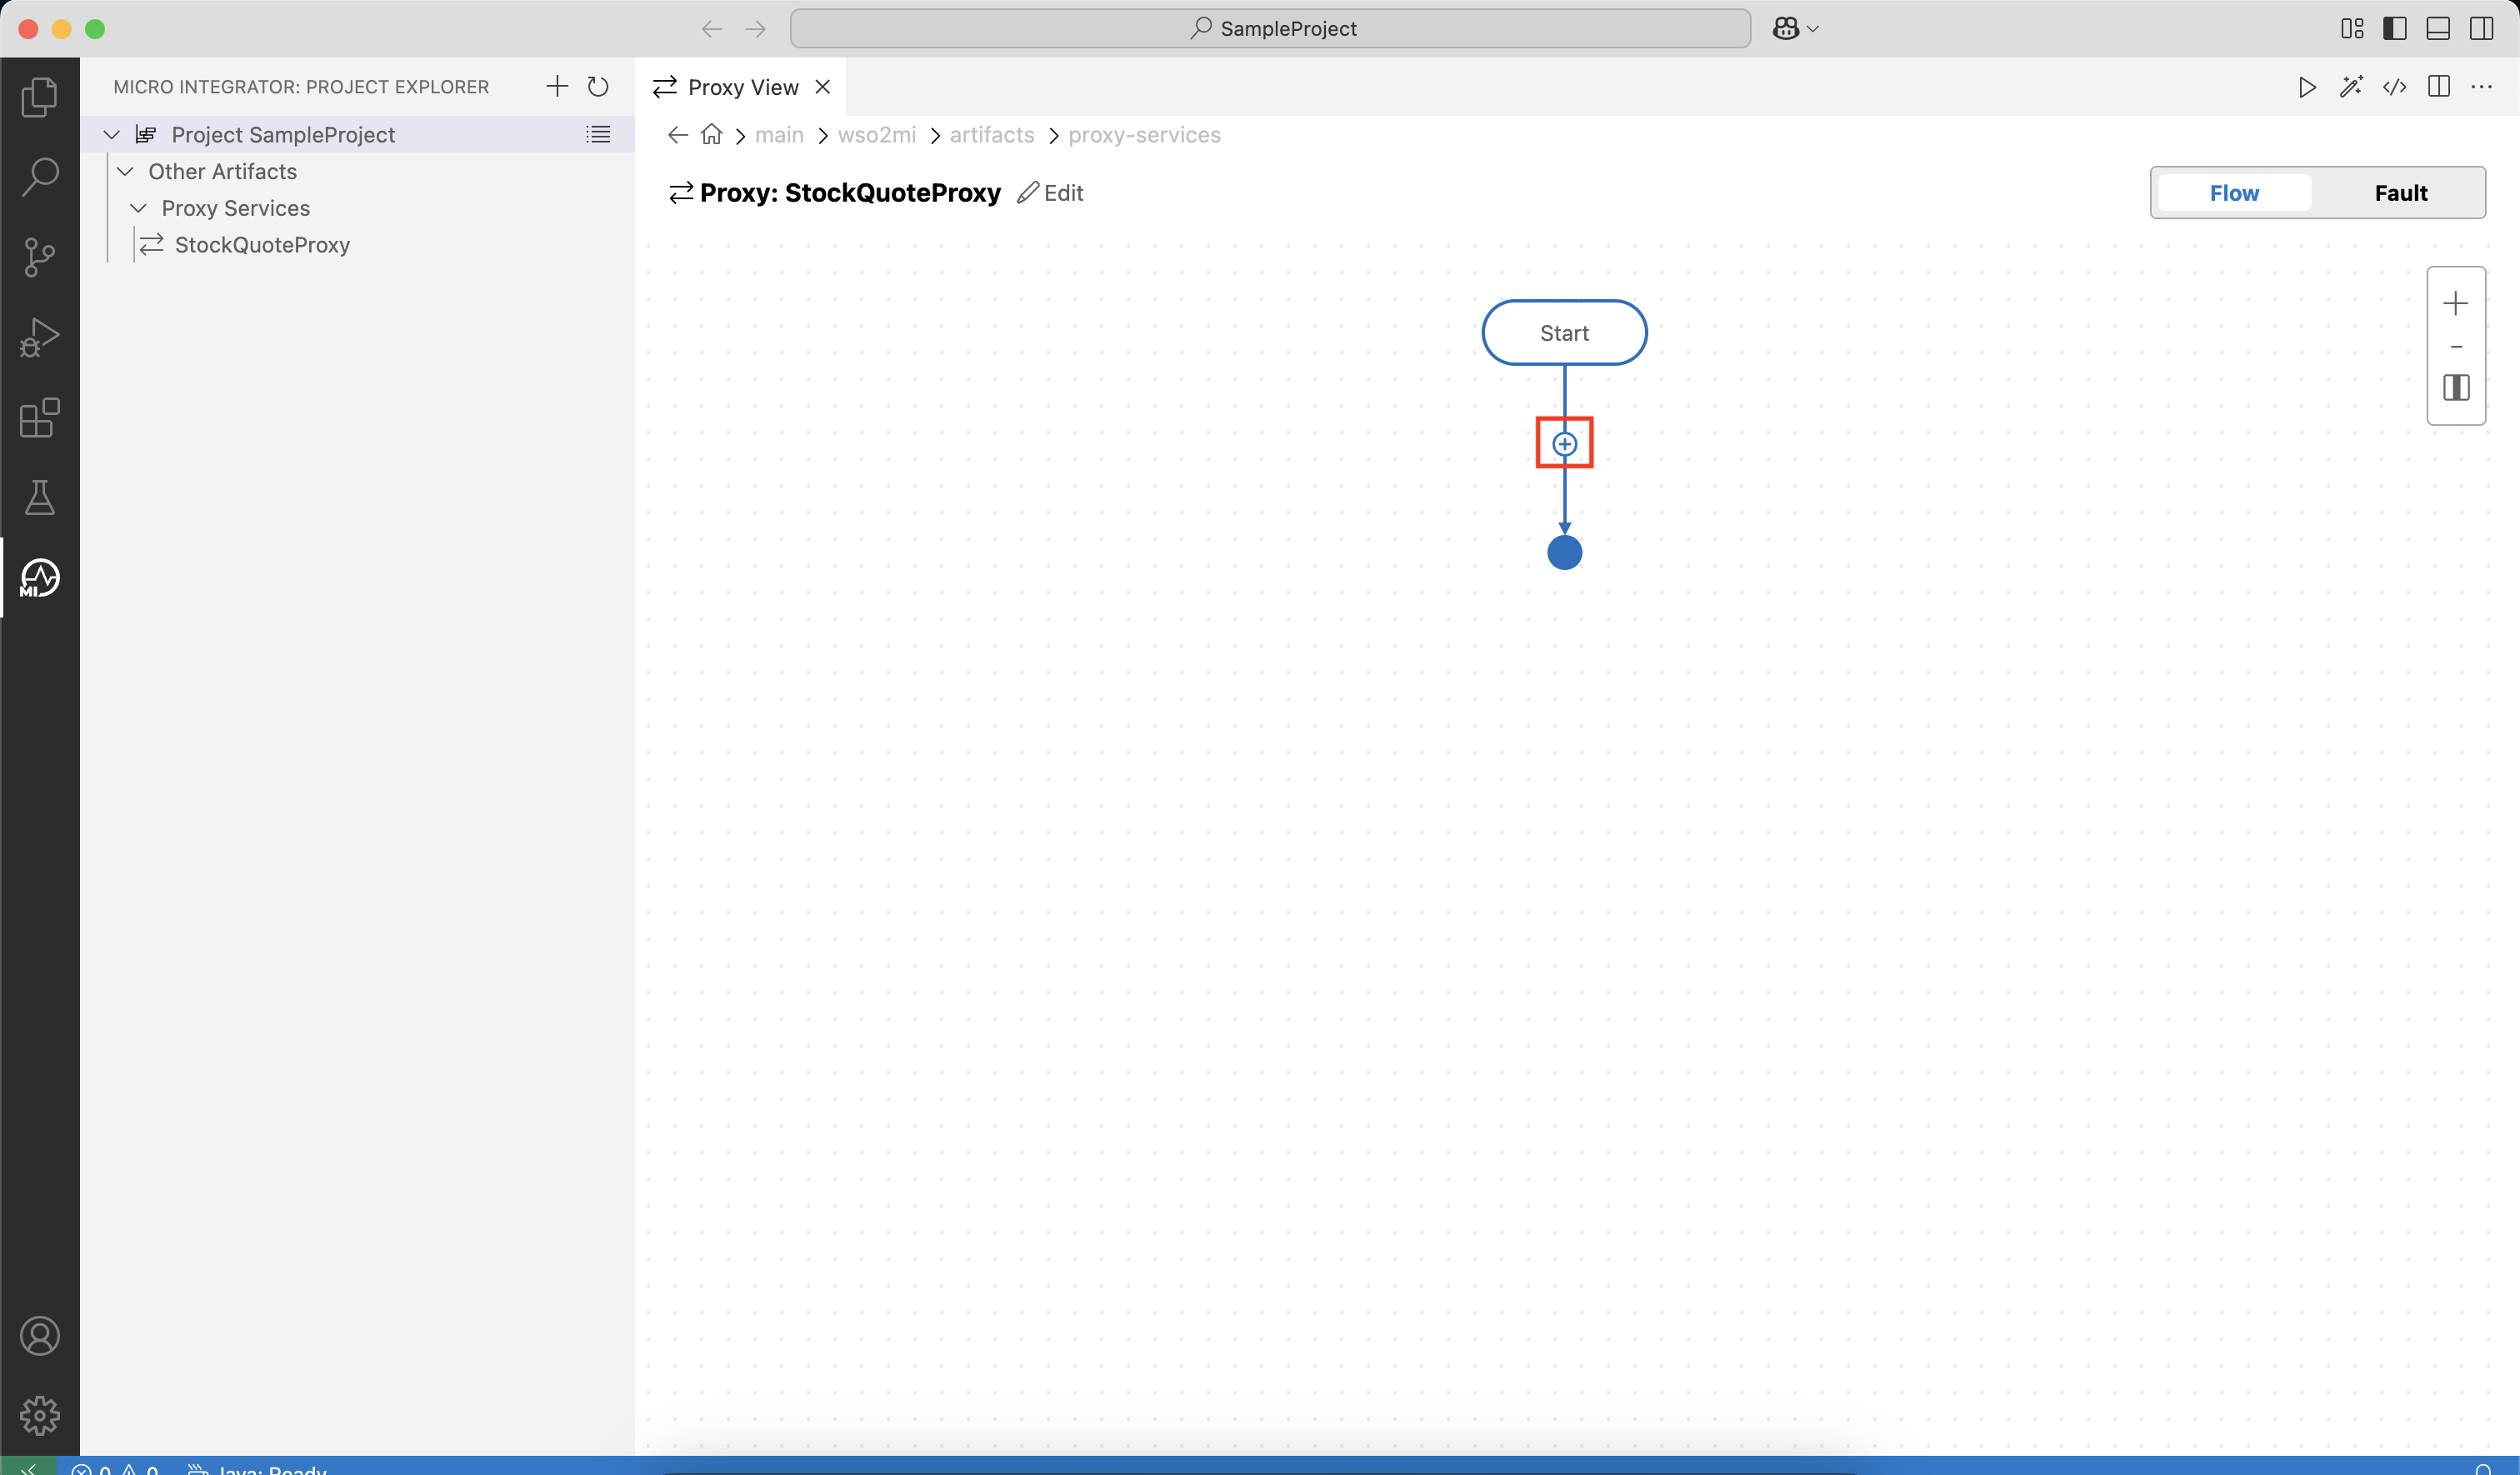 SampleProject
MICRO INTEGRATOR: PROJECT EXPLORER
Proxy View
Project SampleProject
main wso2mi artifacts proxy-services
Other Artifacts
Proxy: StockQuoteProxy Edit
Flow Fault
Proxy Services
StockQuoteProxy
Start
MI
0 0 Java: Ready